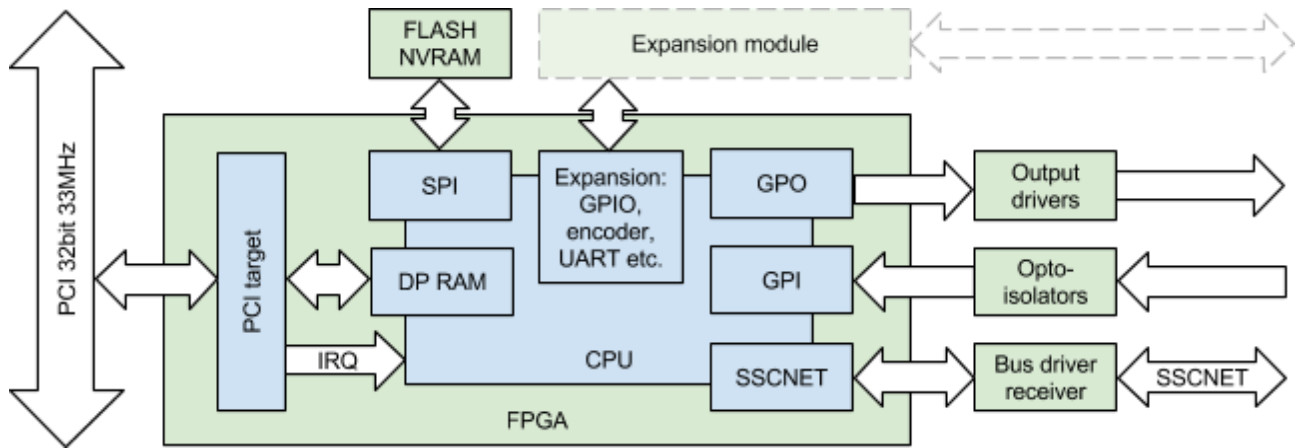 FLASH
NVRAM
Expansion module
PCI 32bit 33MHz
PCI target
SPI
Expansion:
GPIO,
encoder,
UART etc.
GPO
Output
drivers
DP RAM
GPI
Opto-
isolators
IRQ
CPU
SSCNET
Bus driver
receiver
SSCNET
FPGA